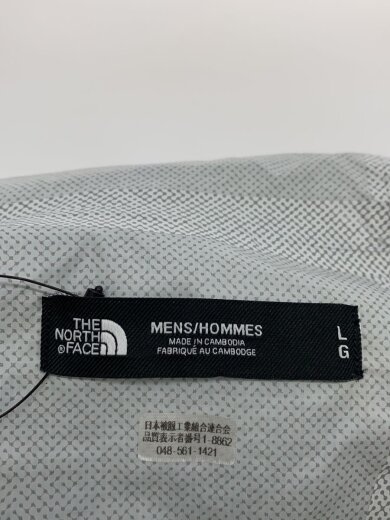 THE
NORTH
®FACE
MENS/HOMMES
MADE IN CAMBODIA
FABRIQUÉ AU CAMBODGE
L
G
日本被服工業組合連合会
品質表示者番号1-8862
048-561-1421